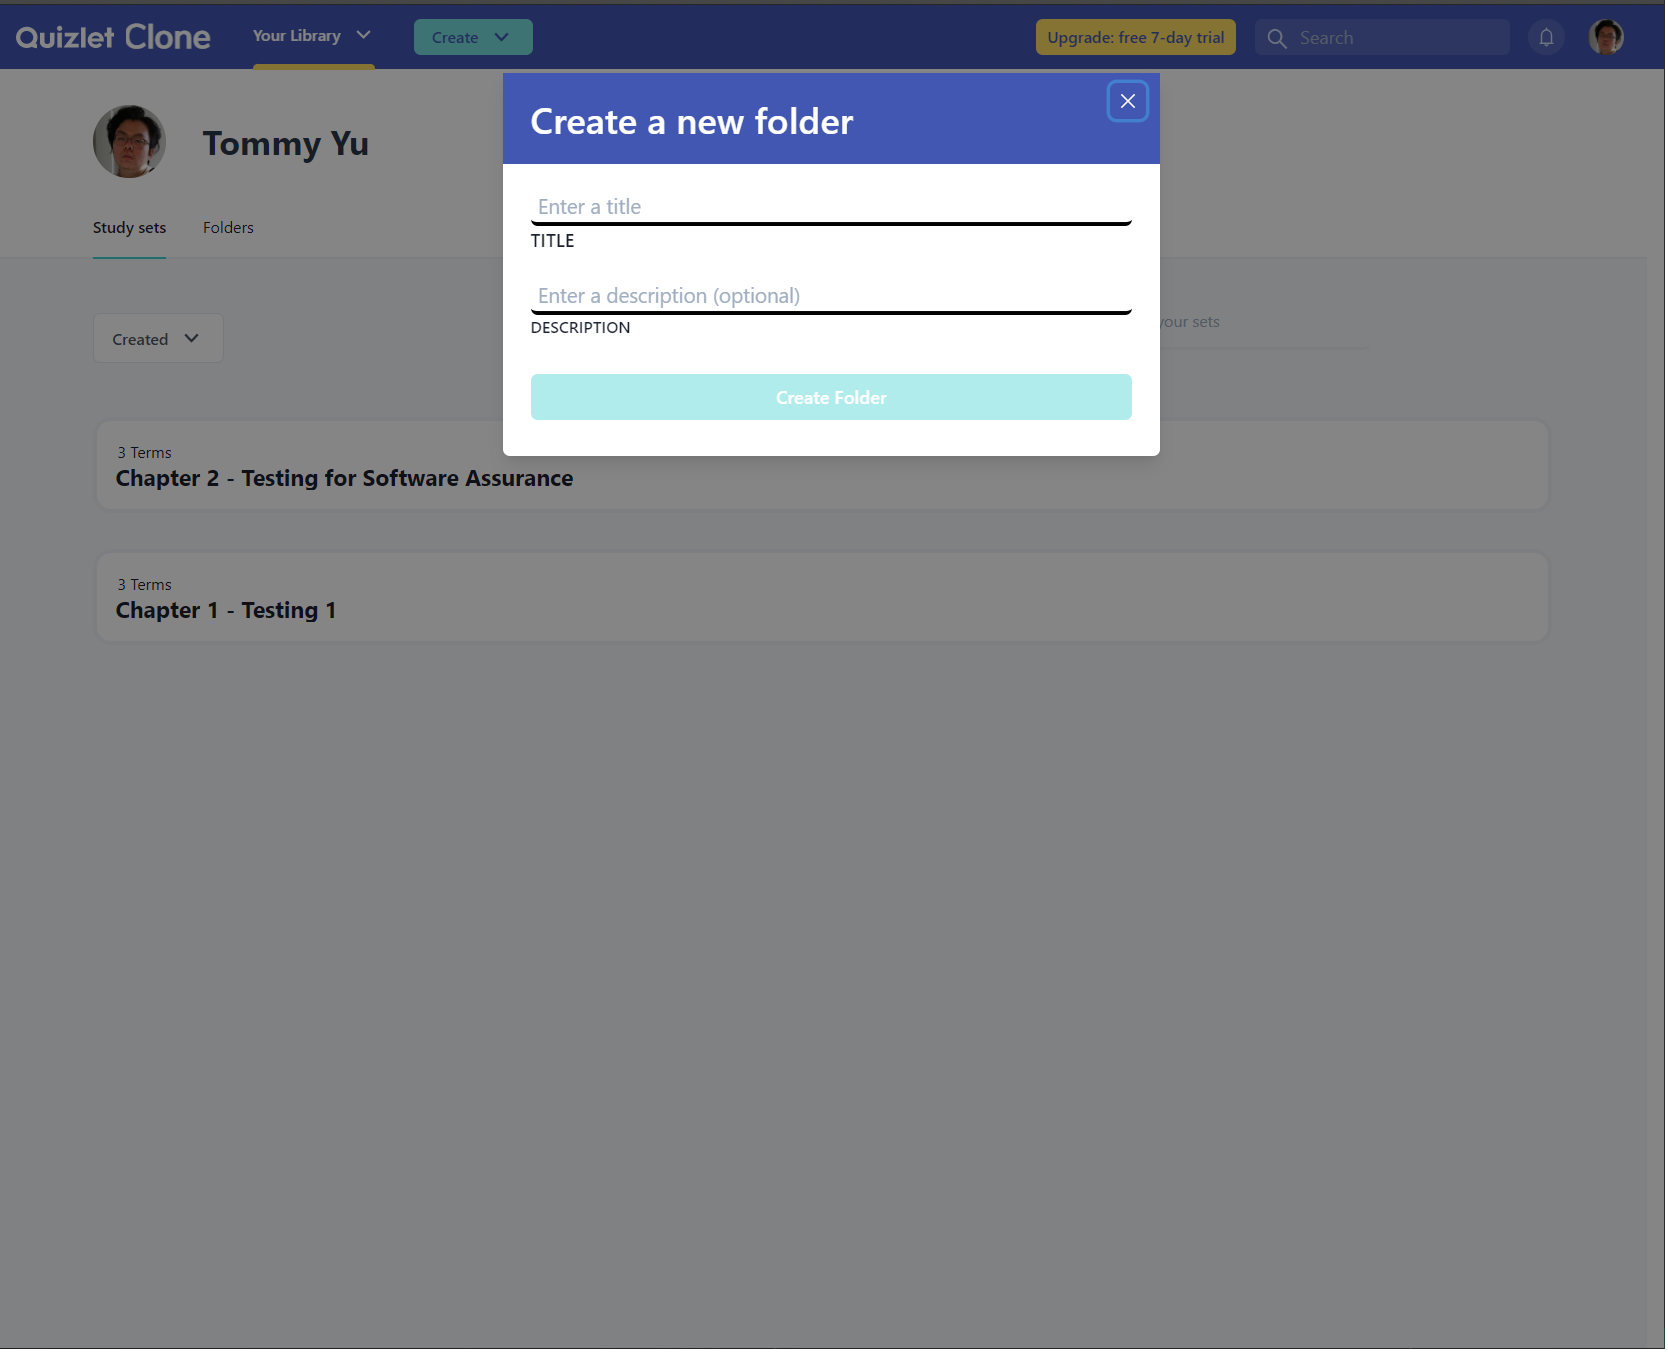 Quizlet Clone
Your Library
Create
Upgrade: free 7-day trial
Search
Tommy Yu
Study sets
Folders
Create a new folder
Enter a title
TITLE
Enter a description (optional)
DESCRIPTION
Create Folder
Created
your sets
3 Terms
Chapter 2 - Testing for Software Assurance
3 Terms
Chapter 1 - Testing 1